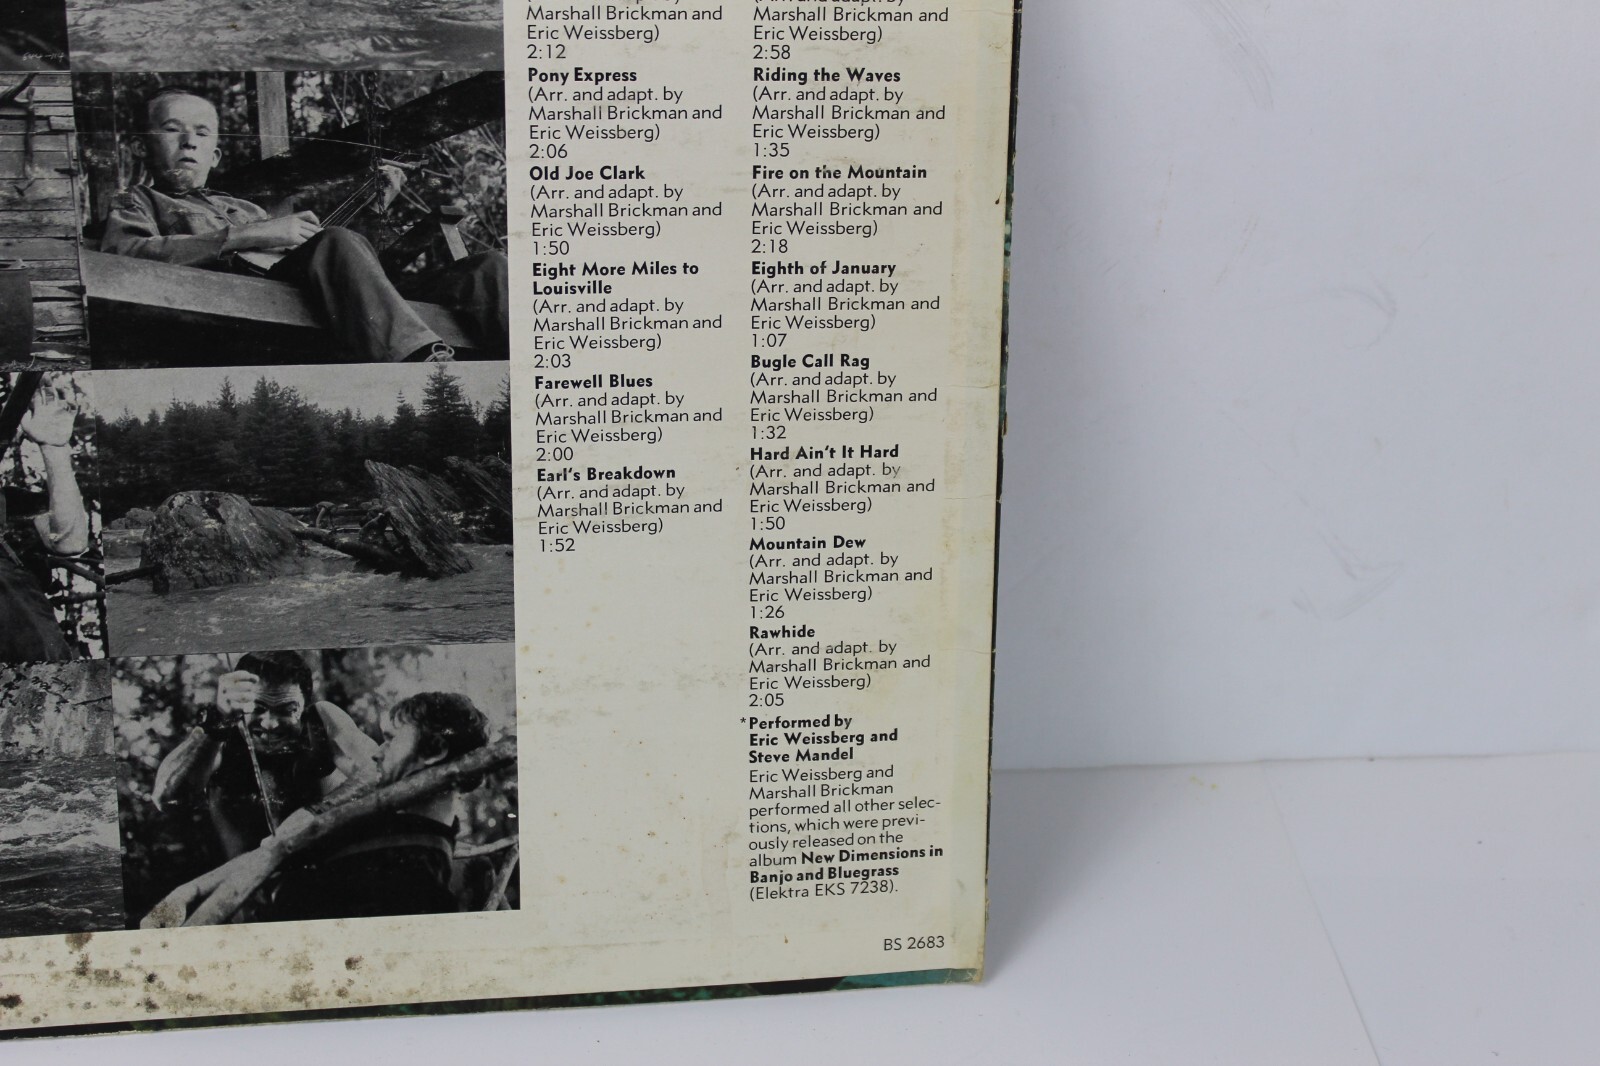 Marshall Brickman and
Eric Weissberg)
2:12
Pony Express
(Arr. and adapt. by
Marshall Brickman and
Eric Weissberg)
2:06
Old Joe Clark
(Arr. and adapt. by
Marshall Brickman and
Eric Weissberg)
1:50
Eight More Miles to
Louisville
(Arr. and adapt. by
Marshall Brickman and
Eric Weissberg)
2:03
Farewell Blues
(Arr. and adapt. by
Marshall Brickman and
Eric Weissberg)
2:00
Earl's Breakdown
(Arr. and adapt. by
Marshall Brickman and
Eric Weissberg)
1:52
(Arr. and adapt. by
Marshall Brickman and
Eric Weissberg)
2:58
Riding the Waves
(Arr. and adapt. by
Marshall Brickman and
Eric Weissberg)
1:35
Fire on the Mountain
(Arr. and adapt. by
Marshall Brickman and
Eric Weissberg)
2:18
Eighth of January
(Arr. and adapt. by
Marshall Brickman and
Eric Weissberg)
1:07
Bugle Call Rag
(Arr. and adapt. by
Marshall Brickman and
Eric Weissberg)
1:32
Hard Ain't It Hard
(Arr. and adapt. by
Marshall Brickman and
Eric Weissberg)
1:50
Mountain Dew
(Arr. and adapt. by
Marshall Brickman and
Eric Weissberg)
1:26
Rawhide
(Arr. and adapt. by
Marshall Brickman and
Eric Weissberg)
2:05
*Performed by
Eric Weissberg and
Steve Mandel
Eric Weissberg and
Marshall Brickman
performed all other selec-
tions, which were previ-
ously released on the
album New Dimensions in
Banjo and Bluegrass
(Elektra EKS 7238).
BS 2683